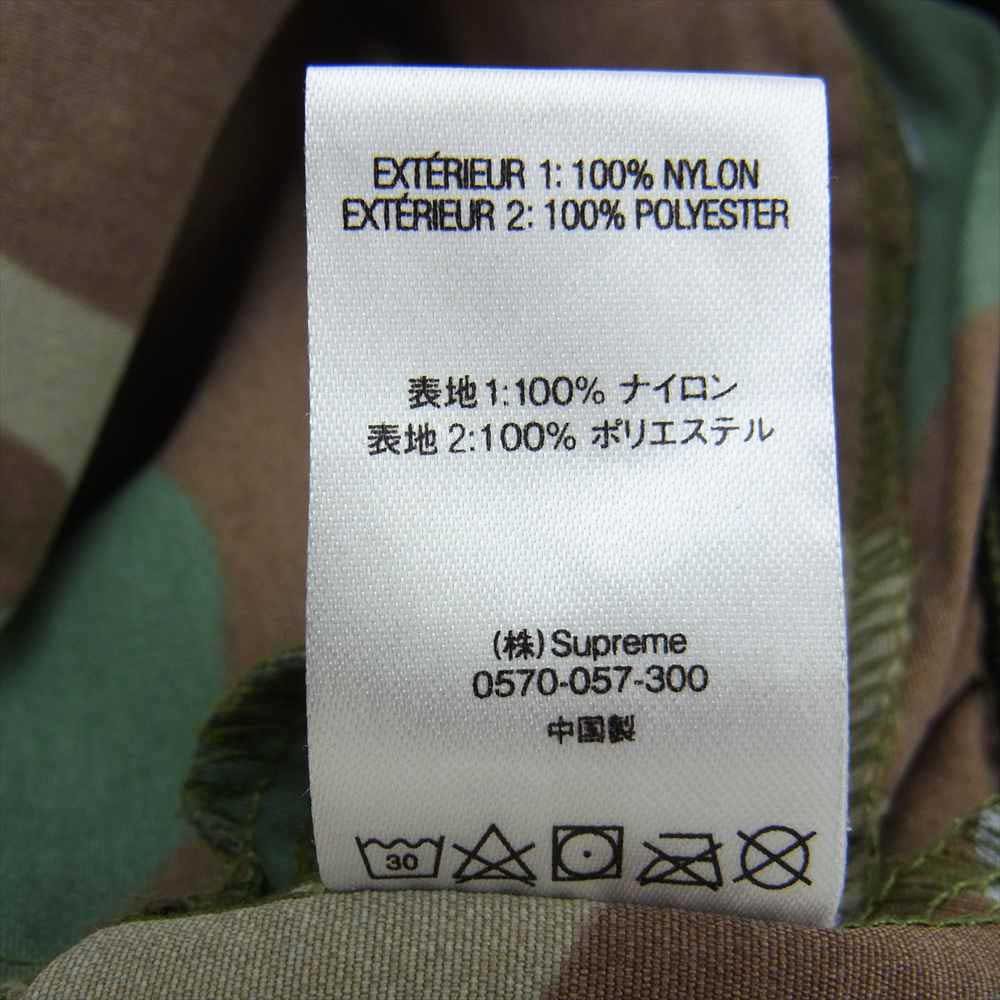 EXTÉRIEUR 1: 100% NYLON
EXTÉRIEUR 2: 100% POLYESTER
表地1:100% ナイロン
表地2:100% ポリエステル
(株)Supreme
0570-057-300
中国製
30